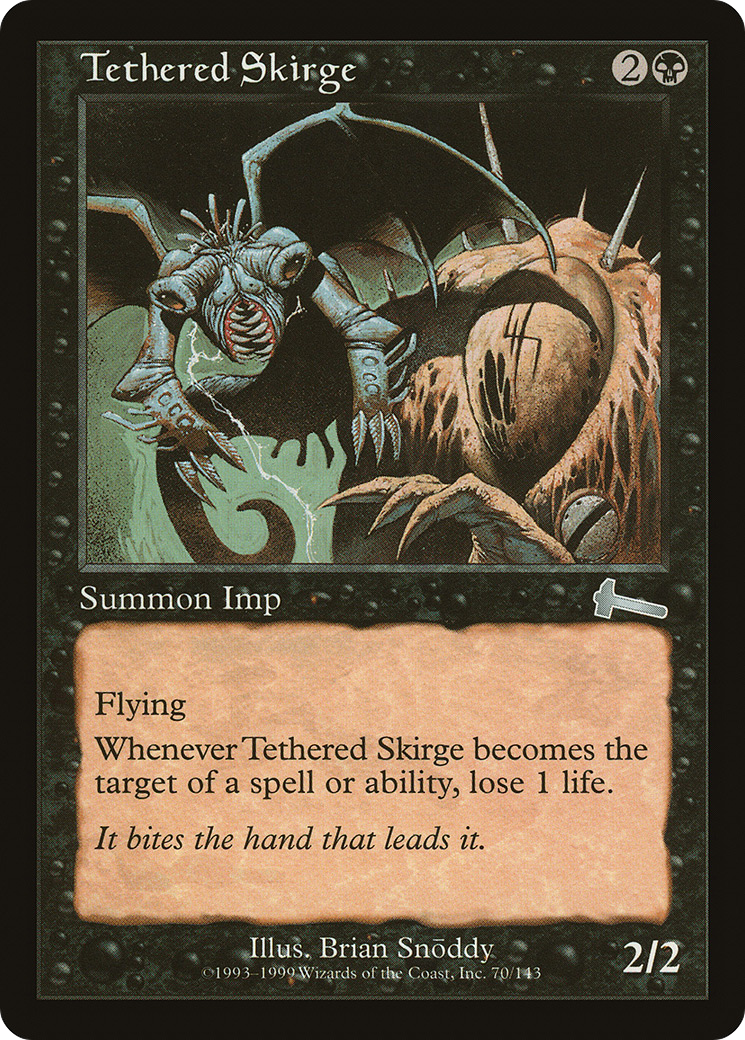 Tethered Skirge 2
Summon Imp
Flying
Whenever Tethered Skirge becomes the
target of a spell or ability, lose 1 life.
It bites the hand that leads it.
Illus. Brian Snōddy
©1993–1999 Wizards of the Coast, Inc. 70/143
2/2